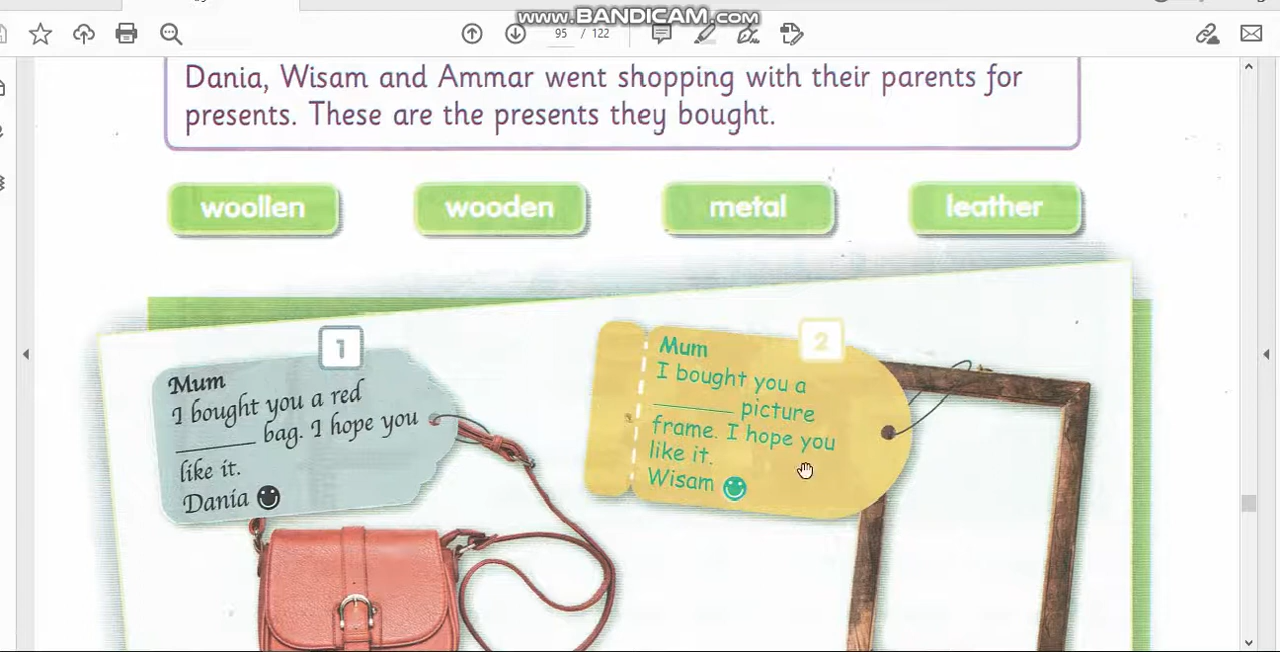 www.BANDICAM.com
95 / 122
Dania, Wisam and Ammar went shopping with their parents for
presents. These are the presents they bought.
woollen
wooden
metal
leather
1
Mum
I bought you a red
_______ bag. I hope you
like it.
Dania
2
Mum
I bought you a
_______ picture
frame. I hope you
like it.
Wisam